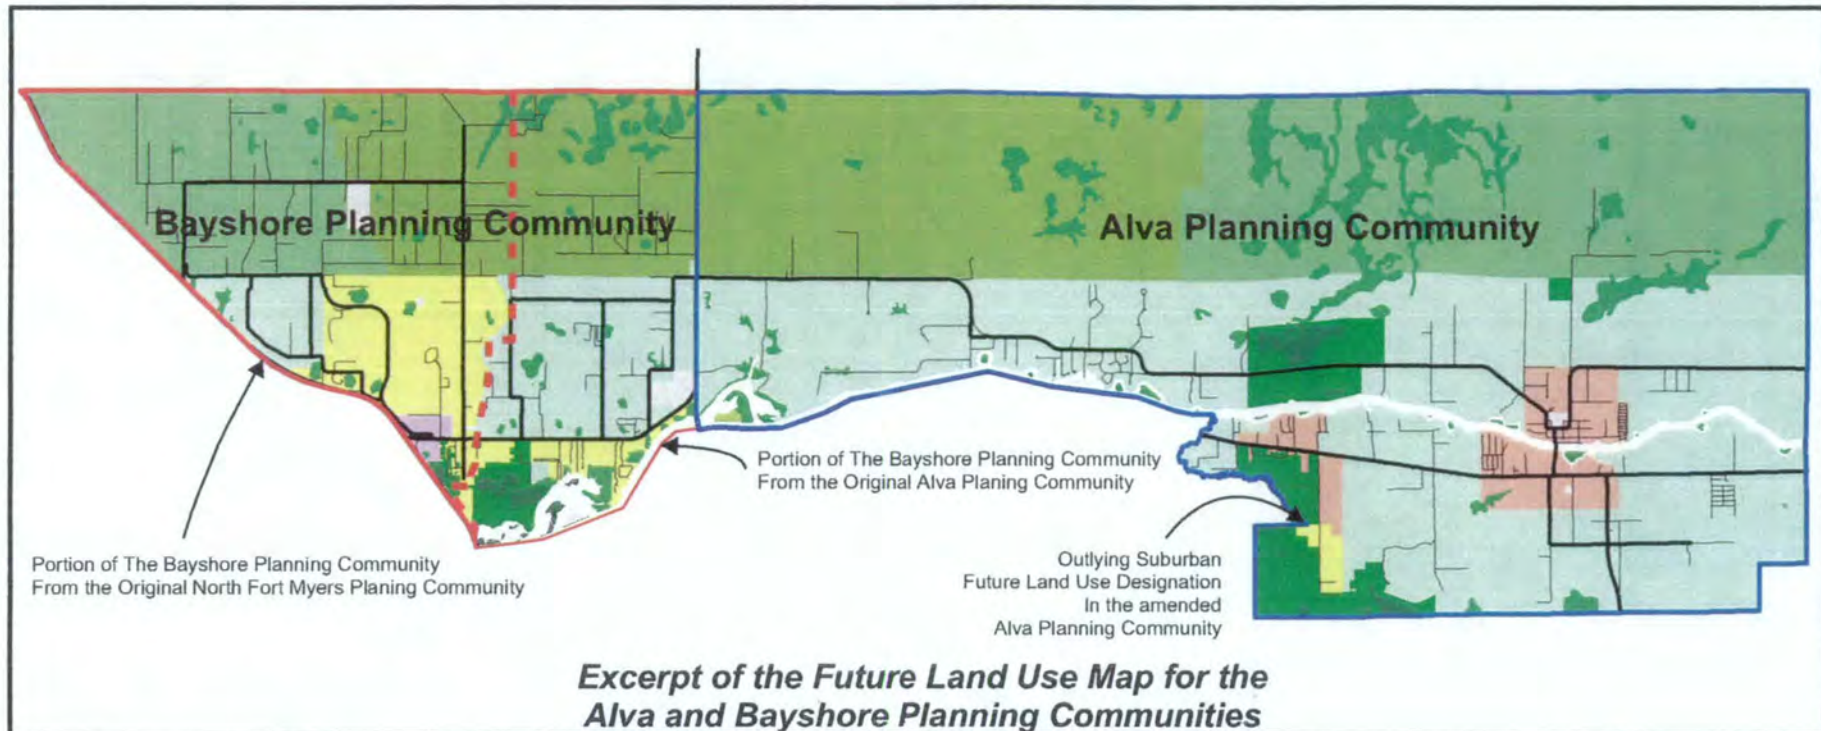 Bayshore Planning Community
Alva Planning Community
Portion of The Bayshore Planning Community
From the Original Alva Planing Community
Portion of The Bayshore Planning Community
From the Original North Fort Myers Planing Community
Outlying Suburban
Future Land Use Designation
In the amended
Alva Planning Community
Excerpt of the Future Land Use Map for the
Alva and Bayshore Planning Communities